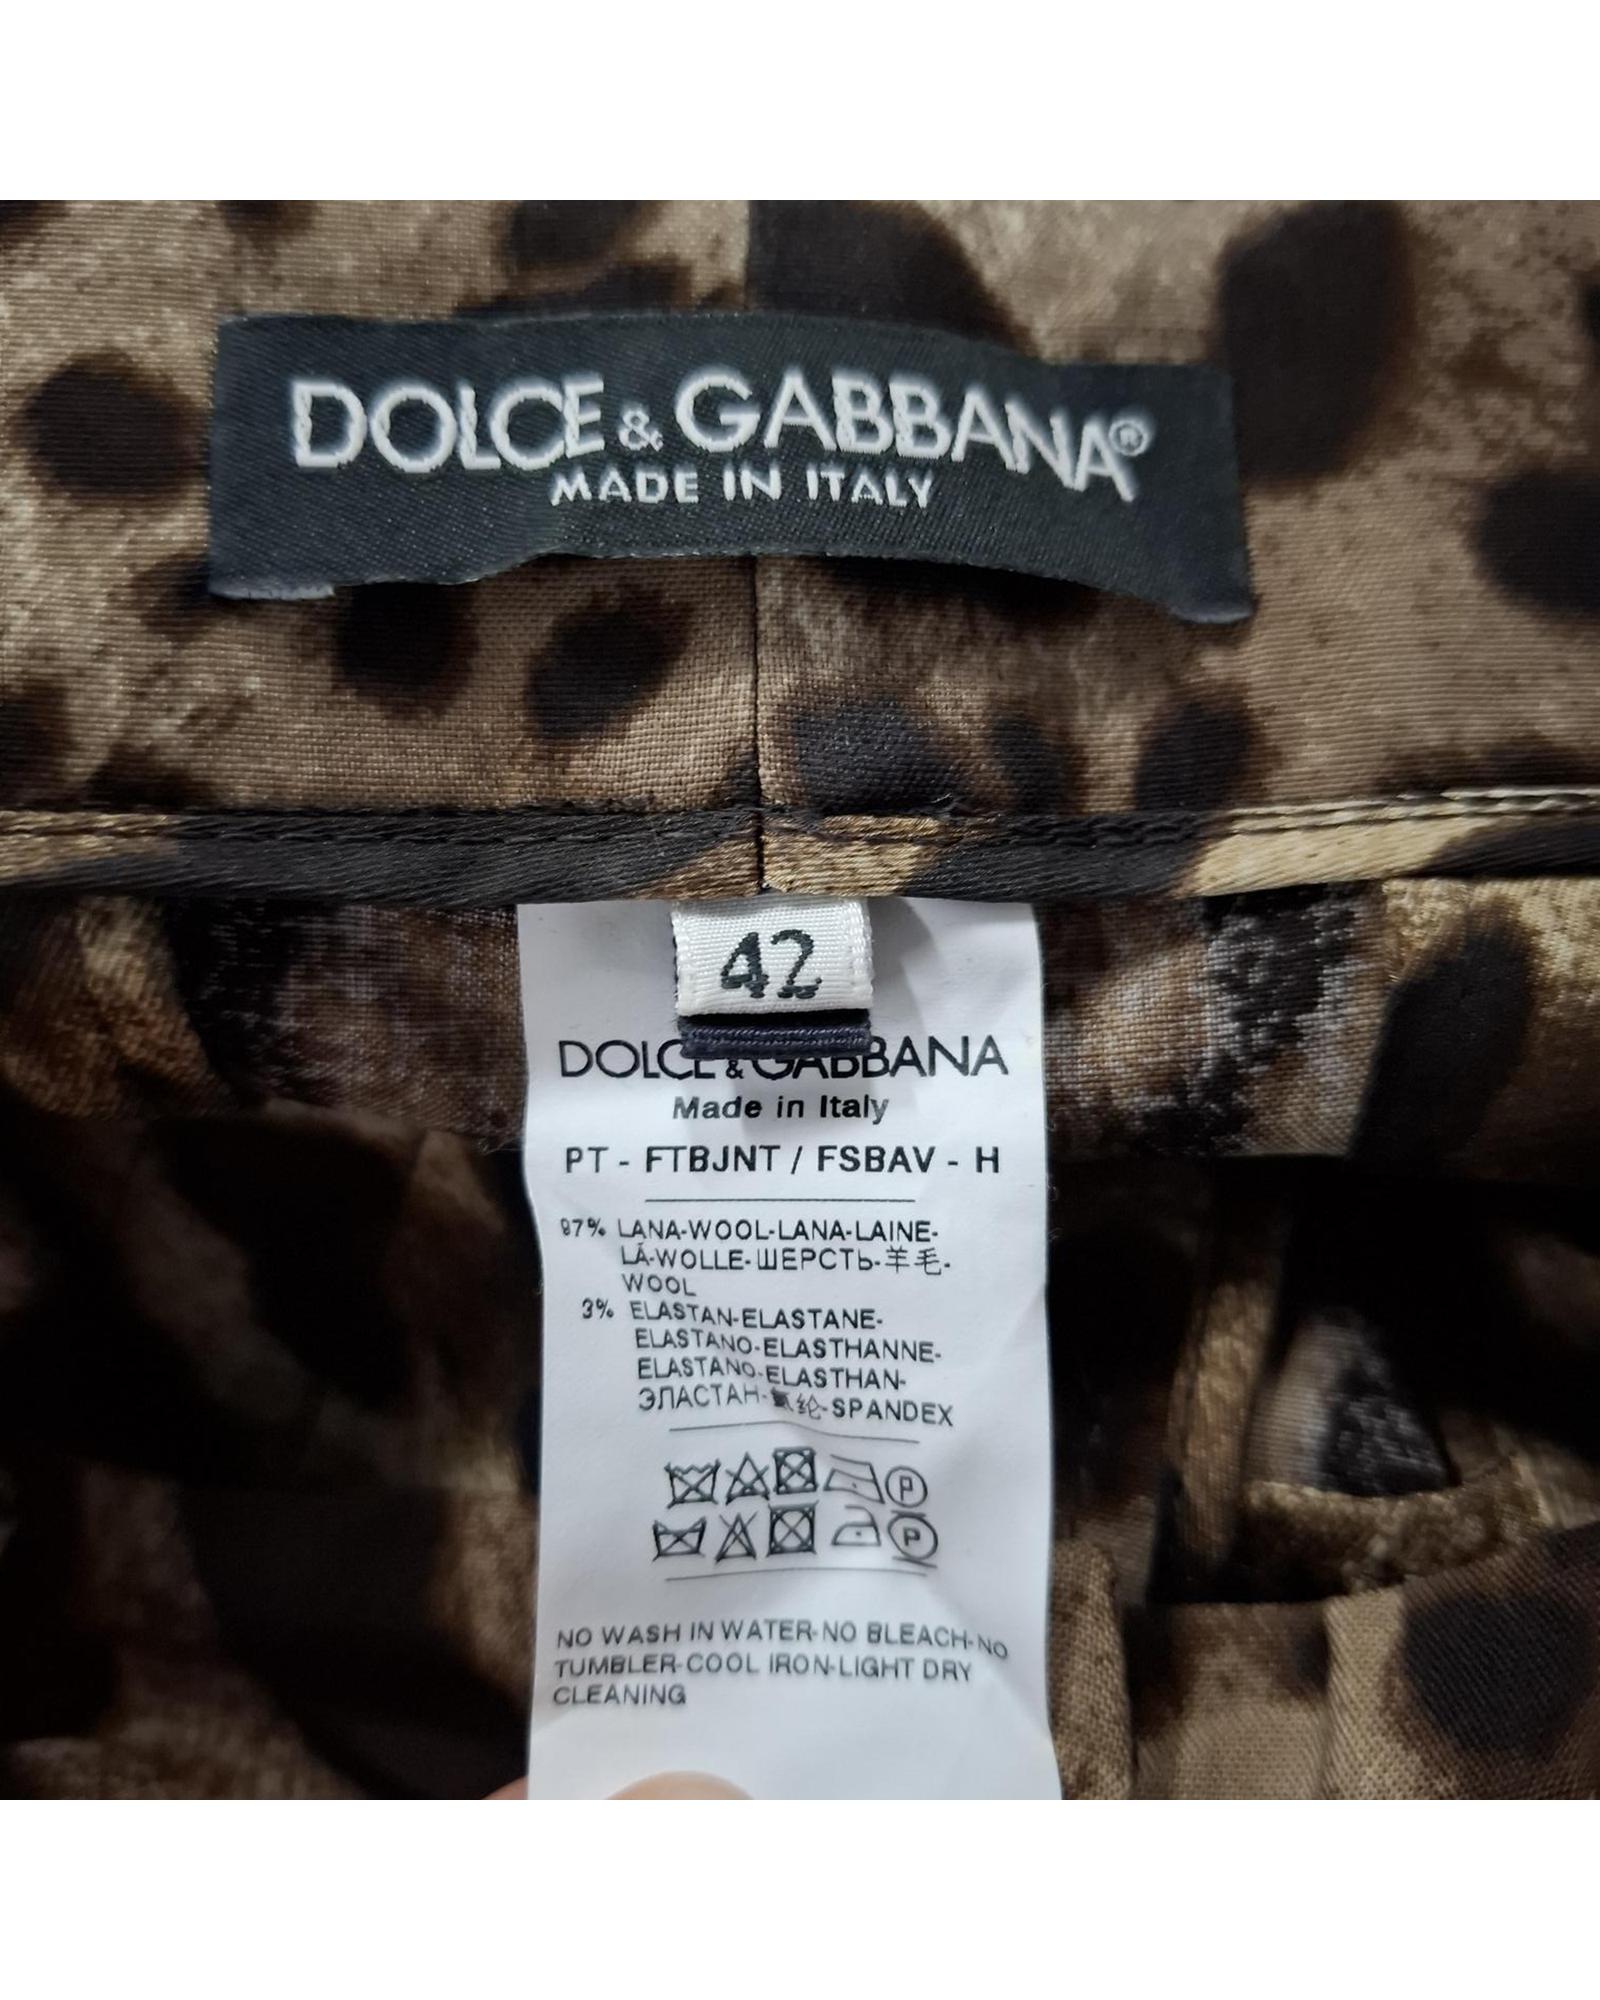 DOLCE & GABBANA®
MADE IN ITALY
42
DOLCE & GABBANA
Made in Italy
PT - FTBJNT / FSBAV - H
97% LANA-WOOL-LANA-LAINE-
LÃ-WOLLE-ШЕРСТЬ-羊毛-
WOOL
3% ELASTAN-ELASTANE-
ELASTANO-ELASTHANNE-
ELASTANO-ELASTHAN-
ЭЛАСТАН-氨纶-SPANDEX
P
P
NO WASH IN WATER-NO BLEACH-NO
TUMBLER-COOL IRON-LIGHT DRY
CLEANING